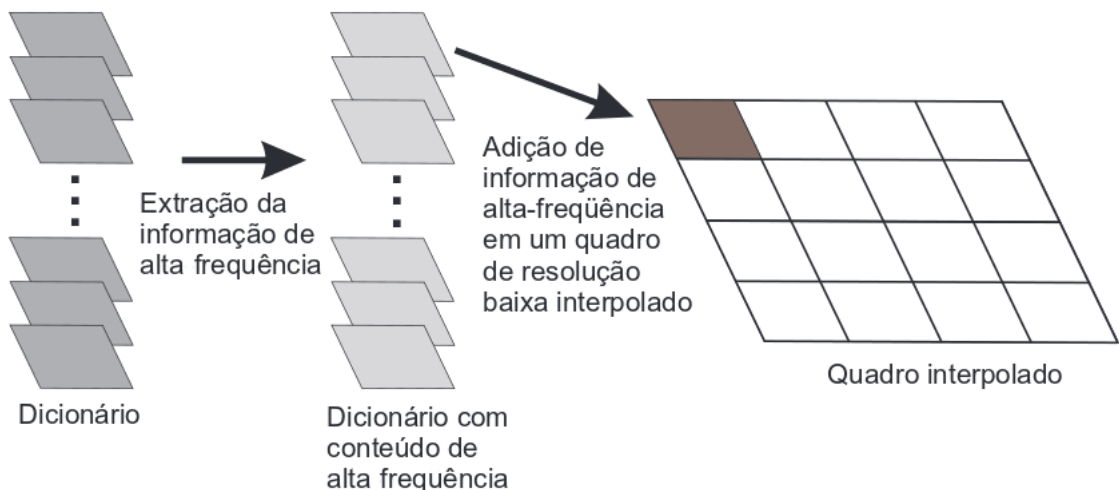 Extração da
informação de
alta frequência
Adição de
informação de
alta-freqüência
em um quadro
de resolução
baixa interpolado
Dicionário
Dicionário com
conteúdo de
alta frequência
Quadro interpolado